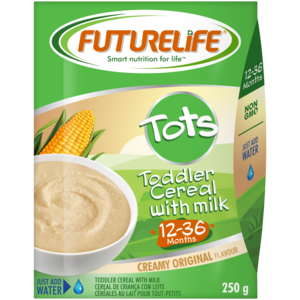 FUTURELIFE®
Smart nutrition for life™
12-36
Months
NON
GMO
JUST ADD
WATER
Tots
Toddler
Cereal
with milk
12-36
Months
CREAMY ORIGINAL FLAVOUR
JUST ADD
WATER
TODDLER CEREAL WITH MILK
CEREAL DE CRIANÇA COM LEITE
CÉRÉALES AU LAIT POUR TOUT-PETITS
250 g